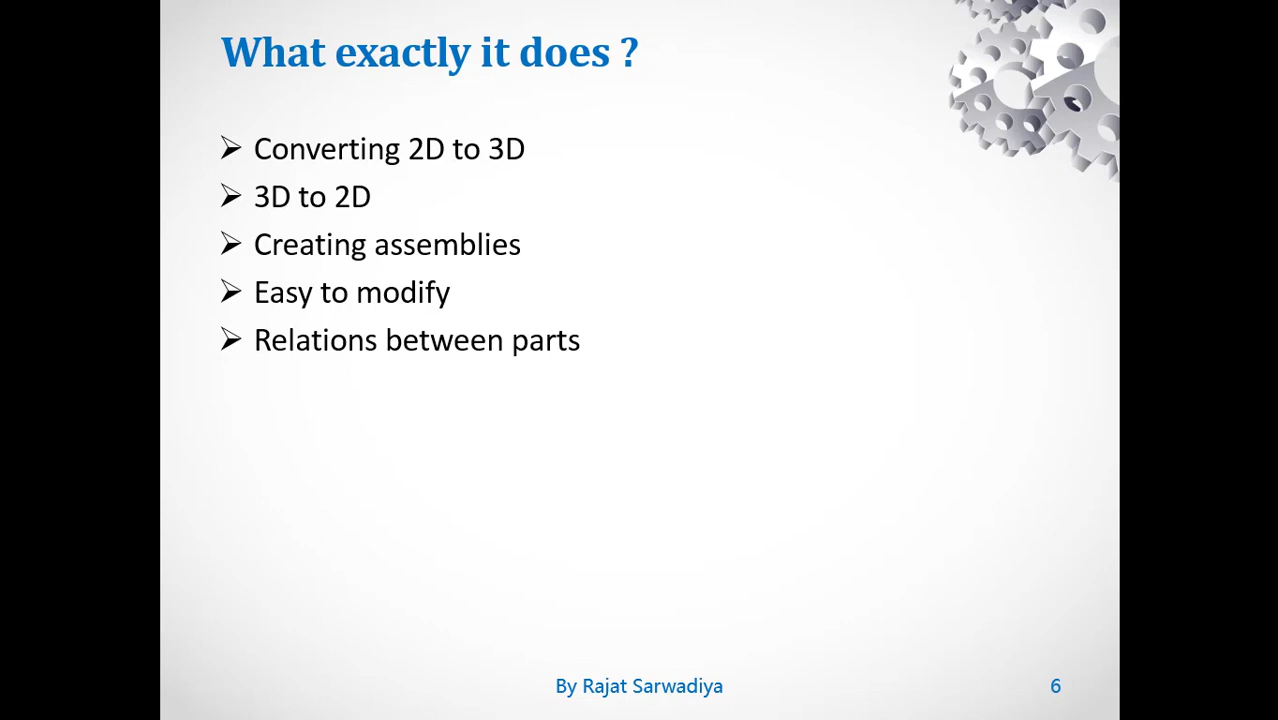 What exactly it does ?
➢ Converting 2D to 3D
➢ 3D to 2D
➢ Creating assemblies
➢ Easy to modify
➢ Relations between parts
By Rajat Sarwadiya
6